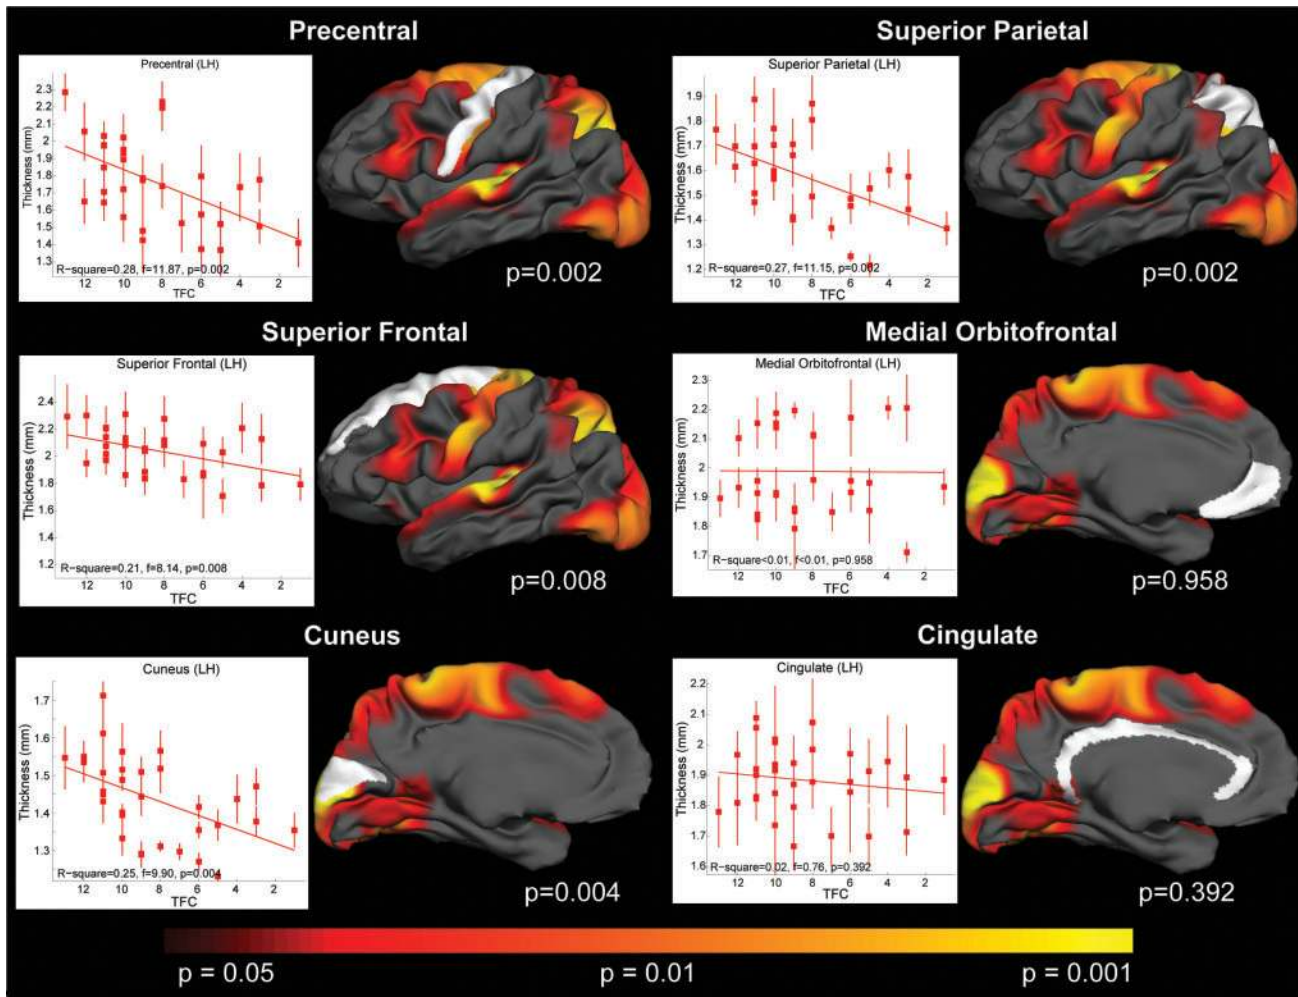 Precentral
Precentral (LH)
Thickness (mm)
2.3
2.2
2.1
2
1.9
1.8
1.7
1.6
1.5
1.4
1.3
R-square=0.28, f=11.87, p=0.002
12 10 8 6 4 2
TFC
p=0.002
Superior Parietal
Superior Parietal (LH)
Thickness (mm)
1.9
1.8
1.7
1.6
1.5
1.4
1.3
1.2
R-square=0.27, f=11.15, p=0.002
12 10 8 6 4 2
TFC
p=0.002
Superior Frontal
Superior Frontal (LH)
Thickness (mm)
2.4
2.2
2
1.8
1.6
1.4
1.2
R-square=0.21, f=8.14, p=0.008
12 10 8 6 4 2
TFC
p=0.008
Medial Orbitofrontal
Medial Orbitofrontal (LH)
Thickness (mm)
2.3
2.2
2.1
2
1.9
1.8
1.7
R-square<0.01, f<0.01, p=0.958
12 10 8 6 4 2
TFC
p=0.958
Cuneus
Cuneus (LH)
Thickness (mm)
1.7
1.6
1.5
1.4
1.3
R-square=0.25, f=9.90, p=0.004
12 10 8 6 4 2
TFC
p=0.004
Cingulate
Cingulate (LH)
Thickness (mm)
2.2
2.1
2
1.9
1.8
1.7
1.6
R-square=0.02, f=0.76, p=0.392
12 10 8 6 4 2
TFC
p=0.392
p = 0.05 p = 0.01 p = 0.001